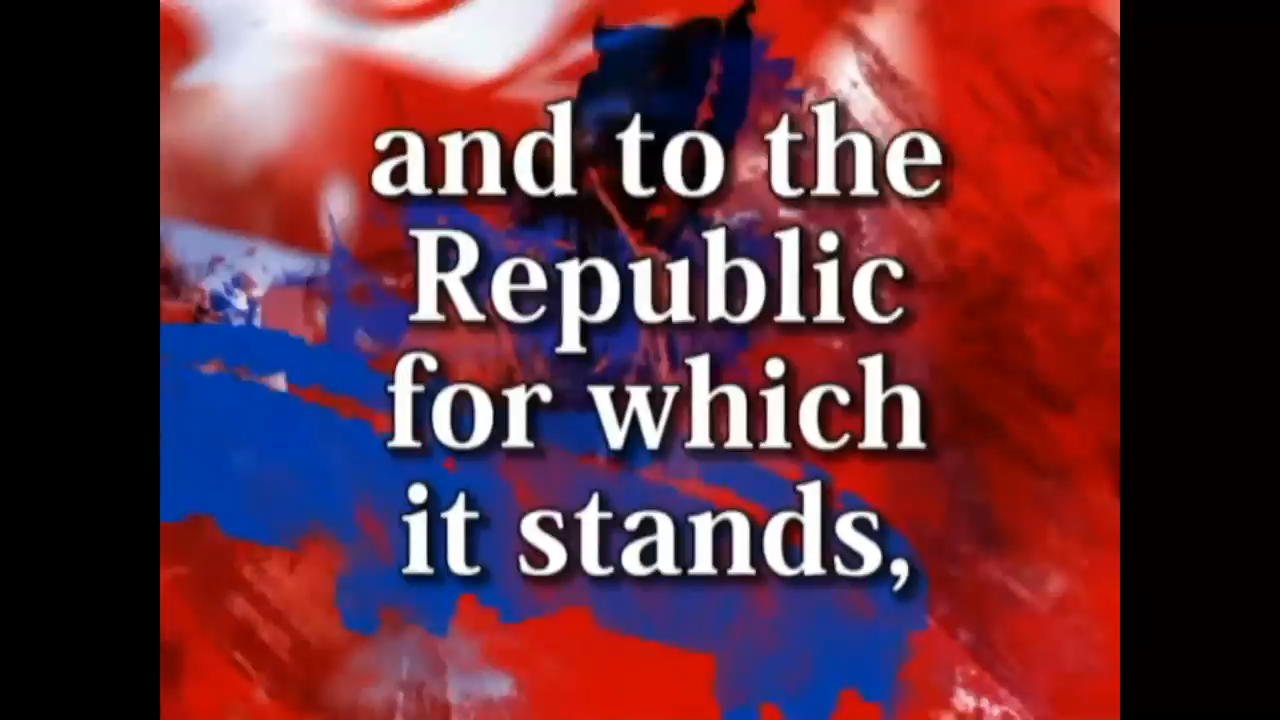 and to the
Republic
for which
it stands,